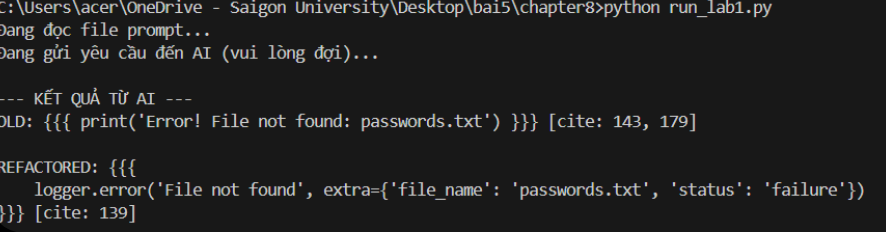 C:\Users\acer\OneDrive - Saigon University\Desktop\bai5\chapter8>python run_lab1.py
Đang đọc file prompt...
Đang gửi yêu cầu đến AI (vui lòng đợi)...
--- KẾT QUẢ TỪ AI ---
OLD: {{{ print('Error! File not found: passwords.txt') }}} [cite: 143, 179]
REFACTORED: {{{
    logger.error('File not found', extra={'file_name': 'passwords.txt', 'status': 'failure'})
}}} [cite: 139]